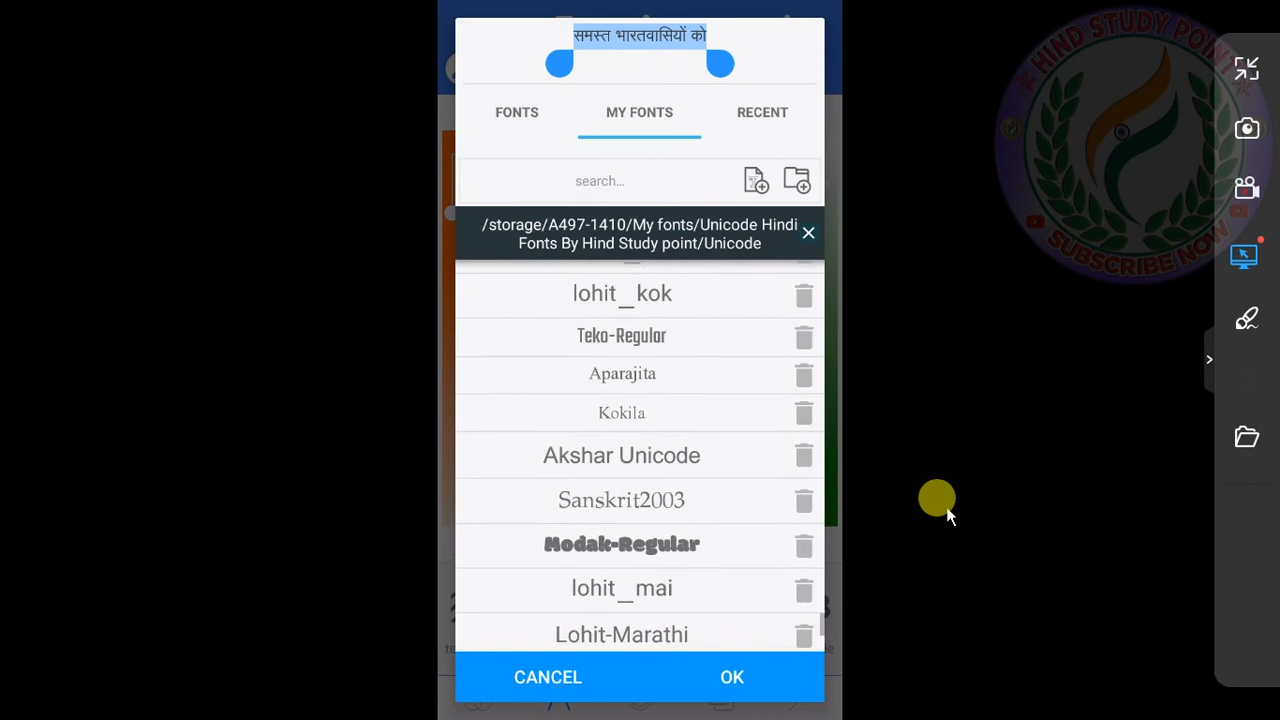 समस्त भारतवासियों को
FONTS
MY FONTS
RECENT
search...
/storage/A497-1410/My fonts/Unicode Hindi
Fonts By Hind Study point/Unicode
lohit_kok
Teko-Regular
Aparajita
Kokila
Akshar Unicode
Sanskrit2003
Modak-Regular
lohit_mai
Lohit-Marathi
CANCEL
OK
HIND STUDY POINT
SUBSCRIBE NOW